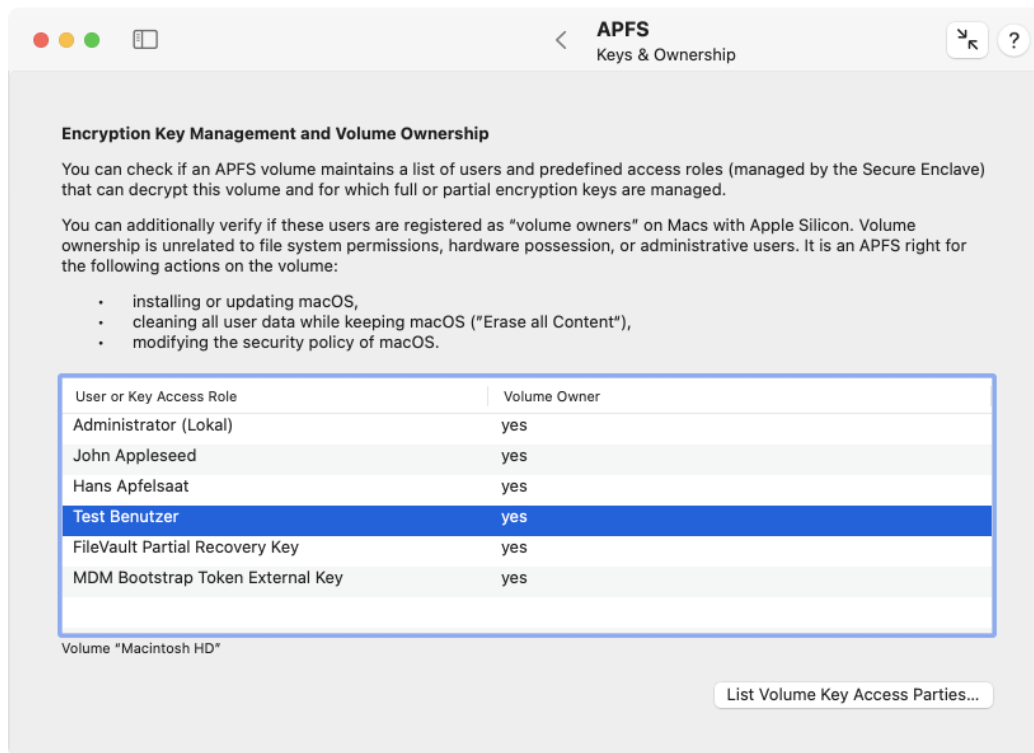 APFS
Keys & Ownership
?
Encryption Key Management and Volume Ownership
You can check if an APFS volume maintains a list of users and predefined access roles (managed by the Secure Enclave)
that can decrypt this volume and for which full or partial encryption keys are managed.
You can additionally verify if these users are registered as “volume owners” on Macs with Apple Silicon. Volume
ownership is unrelated to file system permissions, hardware possession, or administrative users. It is an APFS right for
the following actions on the volume:
• installing or updating macOS,
• cleaning all user data while keeping macOS (″Erase all Content″),
• modifying the security policy of macOS.
User or Key Access Role Volume Owner
Administrator (Lokal) yes
John Appleseed yes
Hans Apfelsaat yes
Test Benutzer yes
FileVault Partial Recovery Key yes
MDM Bootstrap Token External Key yes
Volume “Macintosh HD”
List Volume Key Access Parties...